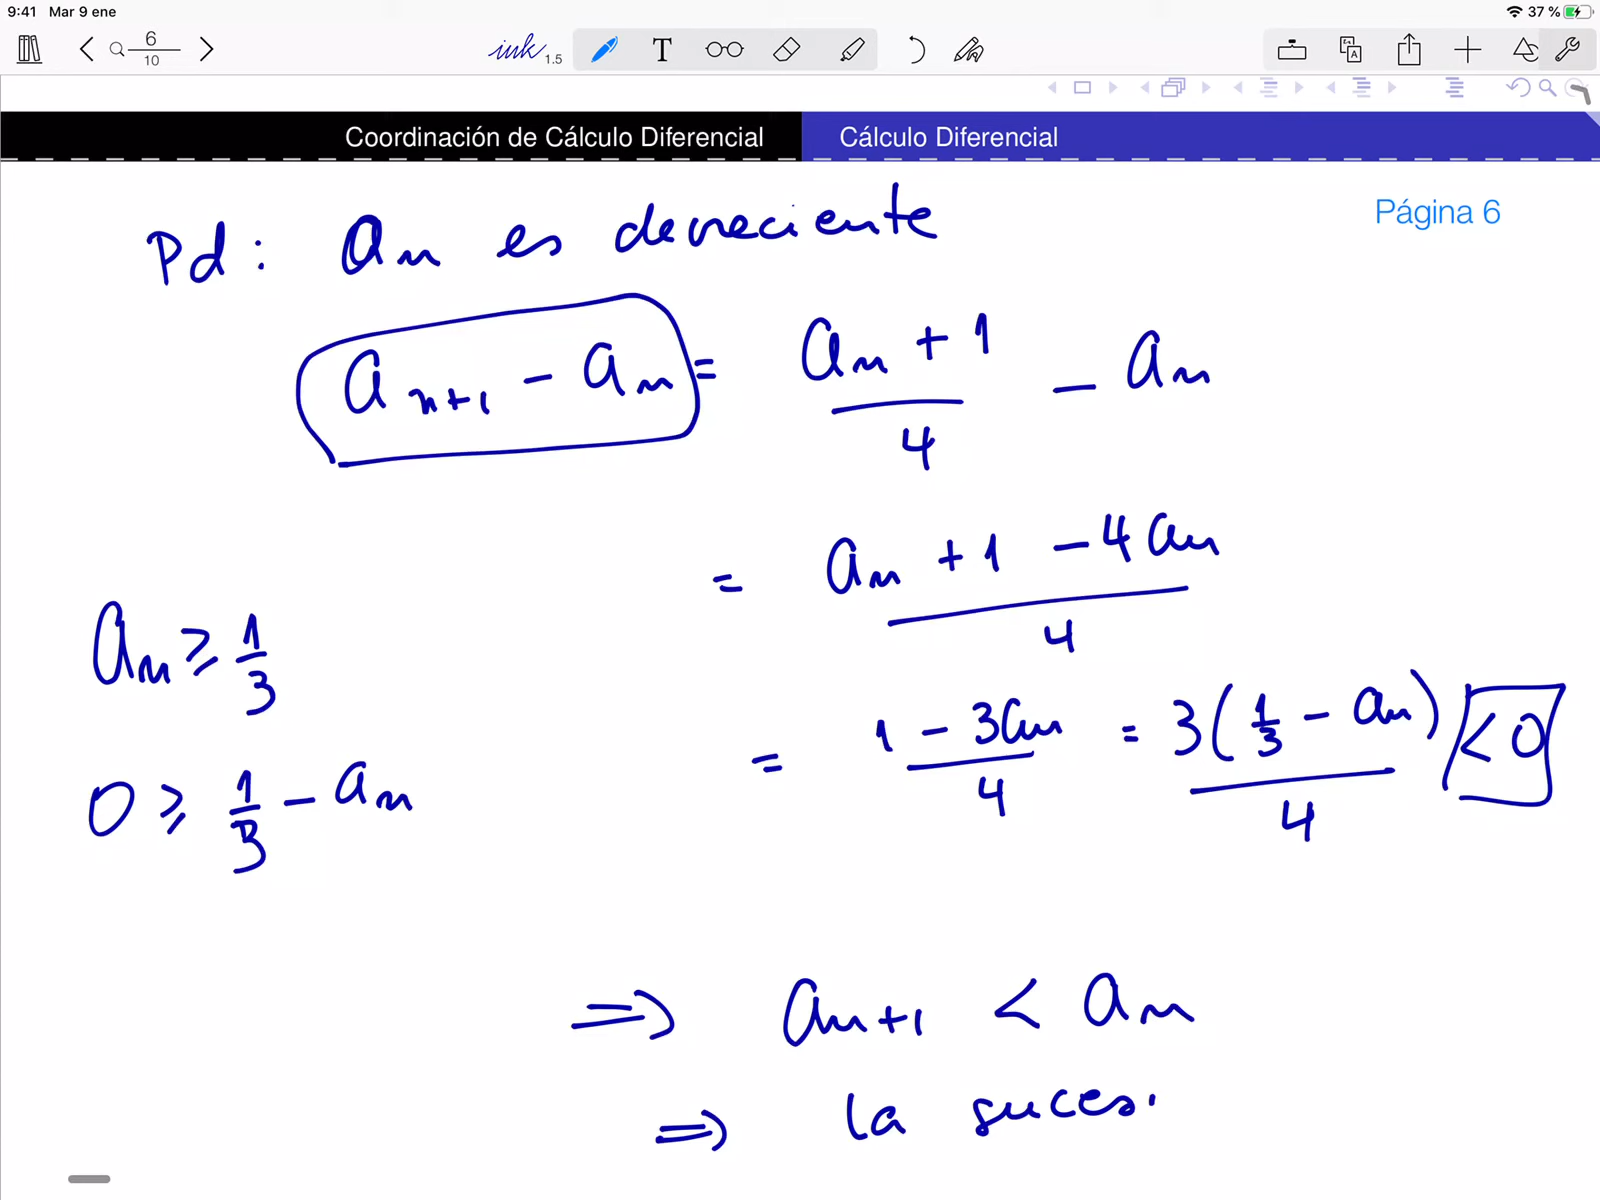 9:41 Mar 9 ene 37 %
6
10
ink 1.5 T
Coordinación de Cálculo Diferencial Cálculo Diferencial
Página 6
Pd: an es decreciente
an+1 - an = (an + 1)/4 - an
= (an + 1 - 4an)/4
an ≥ 1/3
= (1 - 3an)/4 = 3(1/3 - an)/4 < 0
0 ≥ 1/3 - an
⇒ an+1 < an
⇒ la suces.